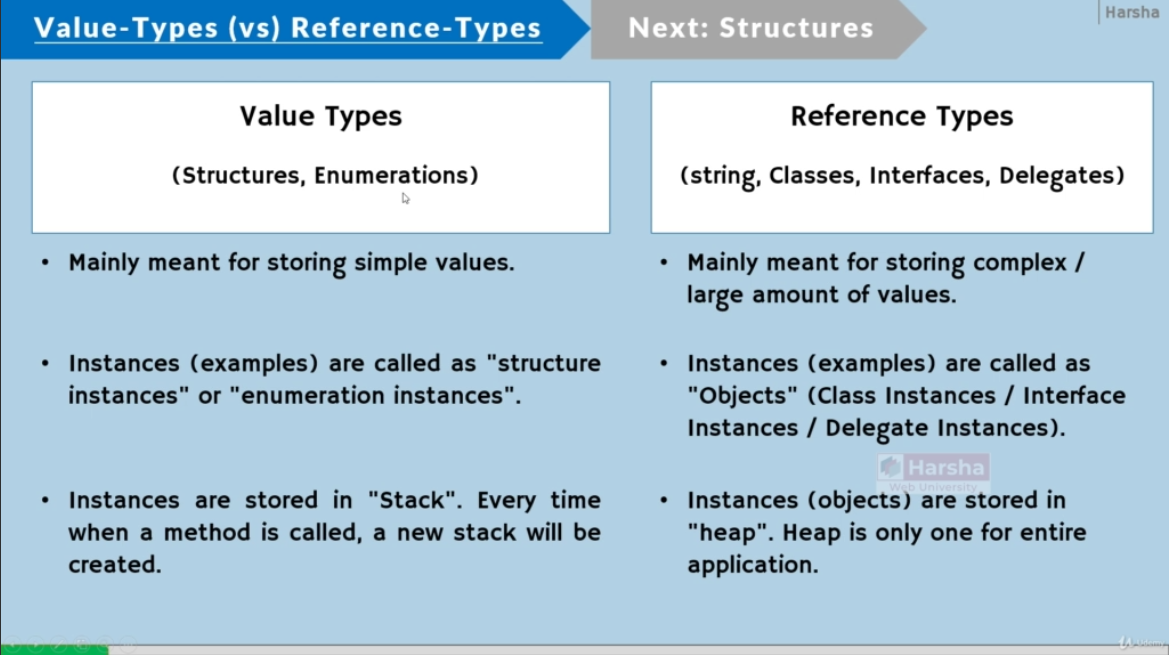 Value-Types (vs) Reference-Types
Next: Structures
Harsha
Value Types
(Structures, Enumerations)
• Mainly meant for storing simple values.
• Instances (examples) are called as "structure
instances" or "enumeration instances".
• Instances are stored in "Stack". Every time
when a method is called, a new stack will be
created.
Reference Types
(string, Classes, Interfaces, Delegates)
• Mainly meant for storing complex /
large amount of values.
• Instances (examples) are called as
"Objects" (Class Instances / Interface
Instances / Delegate Instances).
Harsha
Web University
• Instances (objects) are stored in
"heap". Heap is only one for entire
application.
Udemy